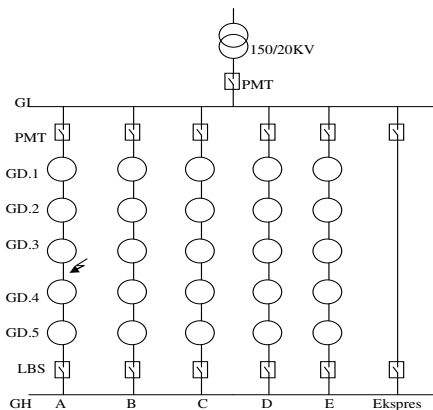 150/20KV
PMT
GI
PMT
GD.1
GD.2
GD.3
GD.4
GD.5
LBS
GH A B C D E Ekspres